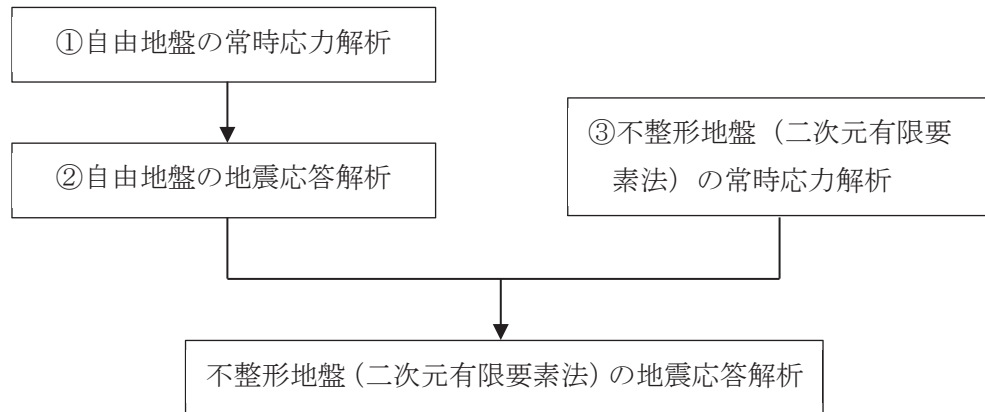 ①自由地盤の常時応力解析
②自由地盤の地震応答解析
③不整形地盤（二次元有限要
素法）の常時応力解析
不整形地盤（二次元有限要素法）の地震応答解析